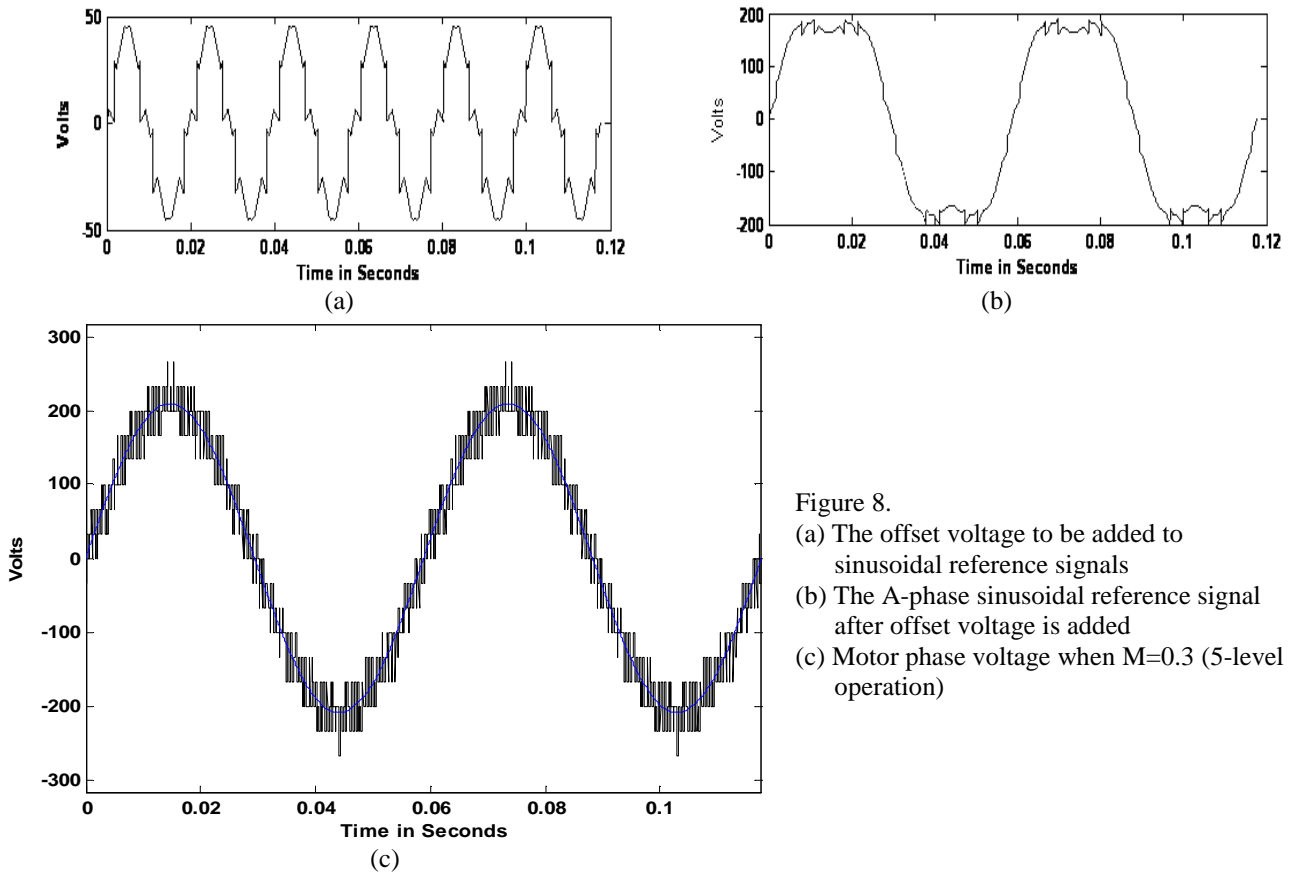 50
0
-50
Volts
0
0.02
0.04
0.06
0.08
0.1
0.12
Time in Seconds
(a)
200
100
0
-100
-200
Volts
0
0.02
0.04
0.06
0.08
0.1
0.12
Time in Seconds
(b)
300
200
100
0
-100
-200
-300
Volts
0
0.02
0.04
0.06
0.08
0.1
Time in Seconds
(c)
Figure 8.
(a) The offset voltage to be added to
sinusoidal reference signals
(b) The A-phase sinusoidal reference signal
after offset voltage is added
(c) Motor phase voltage when M=0.3 (5-level
operation)